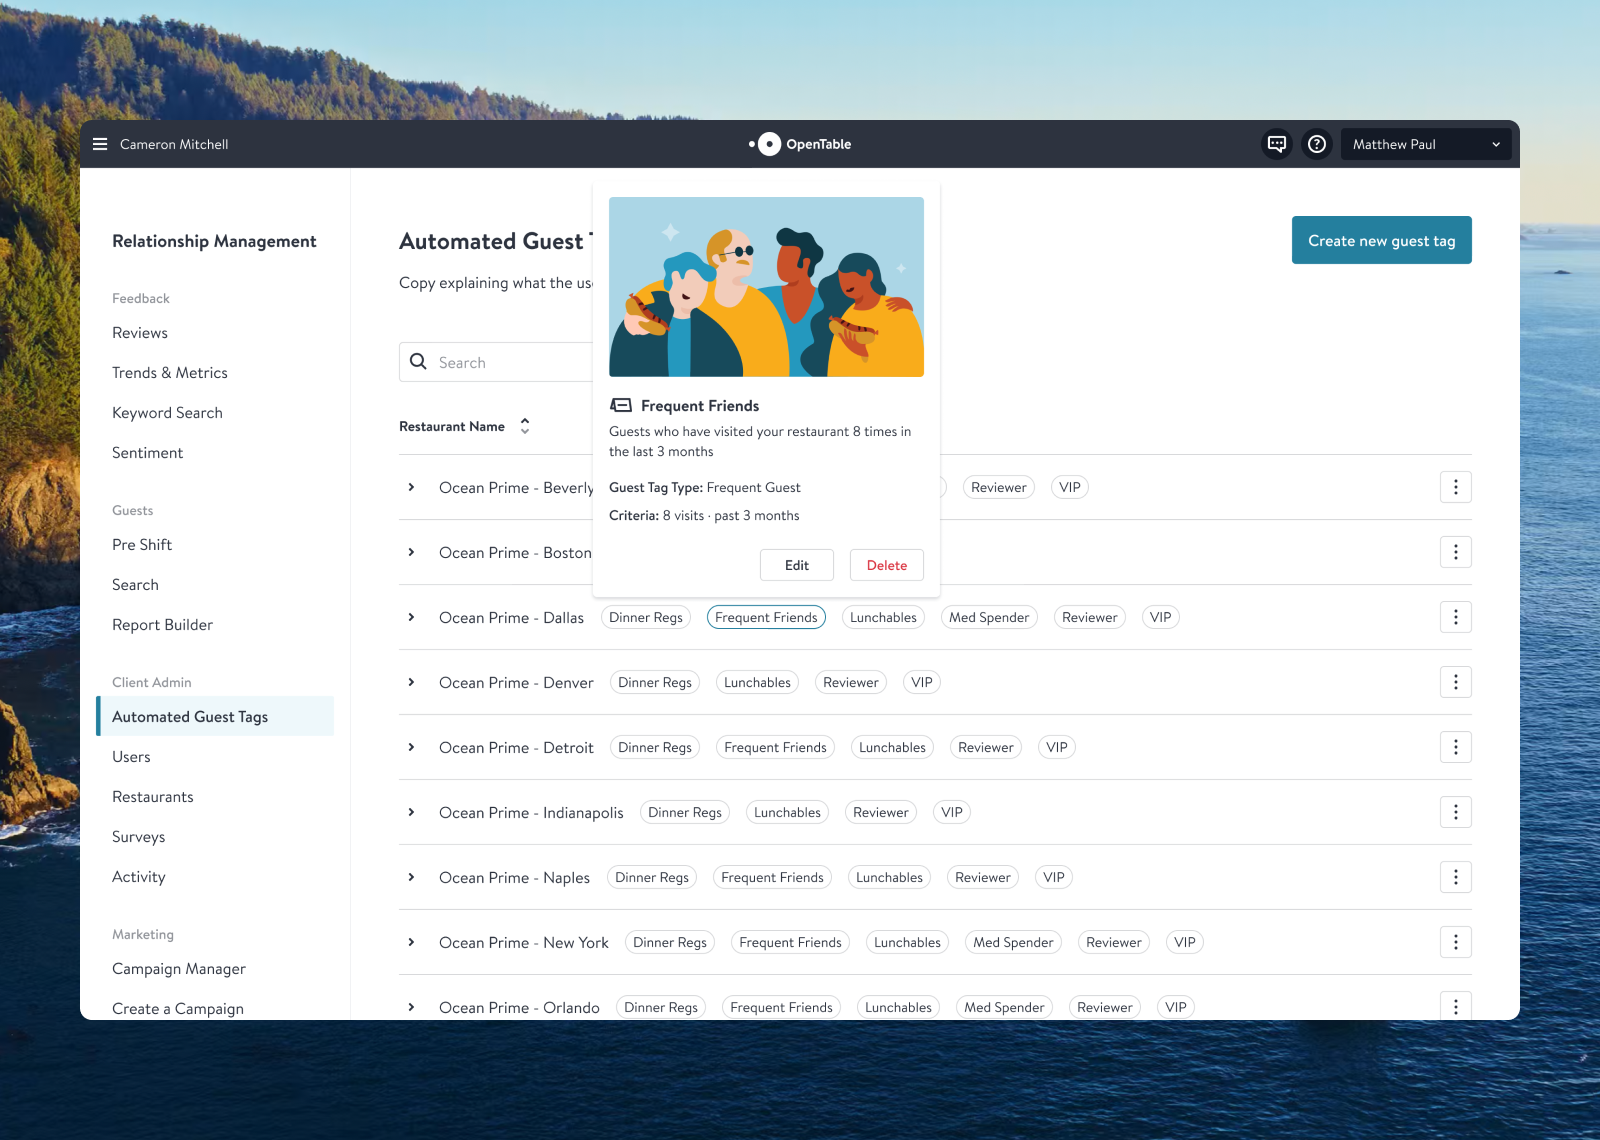 Cameron Mitchell
OpenTable
Matthew Paul
Relationship Management
Feedback
Reviews
Trends & Metrics
Keyword Search
Sentiment
Guests
Pre Shift
Search
Report Builder
Client Admin
Automated Guest Tags
Users
Restaurants
Surveys
Activity
Marketing
Campaign Manager
Create a Campaign
Automated Guest
Create new guest tag
Copy explaining what the
Search
Restaurant Name
Frequent Friends
Guests who have visited your restaurant 8 times in
the last 3 months
Guest Tag Type: Frequent Guest
Criteria: 8 visits · past 3 months
Edit Delete
Ocean Prime - Beverly Reviewer VIP
Ocean Prime - Boston
Ocean Prime - Dallas Dinner Regs Frequent Friends Lunchables Med Spender Reviewer VIP
Ocean Prime - Denver Dinner Regs Lunchables Reviewer VIP
Ocean Prime - Detroit Dinner Regs Frequent Friends Lunchables Reviewer VIP
Ocean Prime - Indianapolis Dinner Regs Lunchables Reviewer VIP
Ocean Prime - Naples Dinner Regs Frequent Friends Lunchables Reviewer VIP
Ocean Prime - New York Dinner Regs Frequent Friends Lunchables Med Spender Reviewer VIP
Ocean Prime - Orlando Dinner Regs Frequent Friends Lunchables Med Spender Reviewer VIP